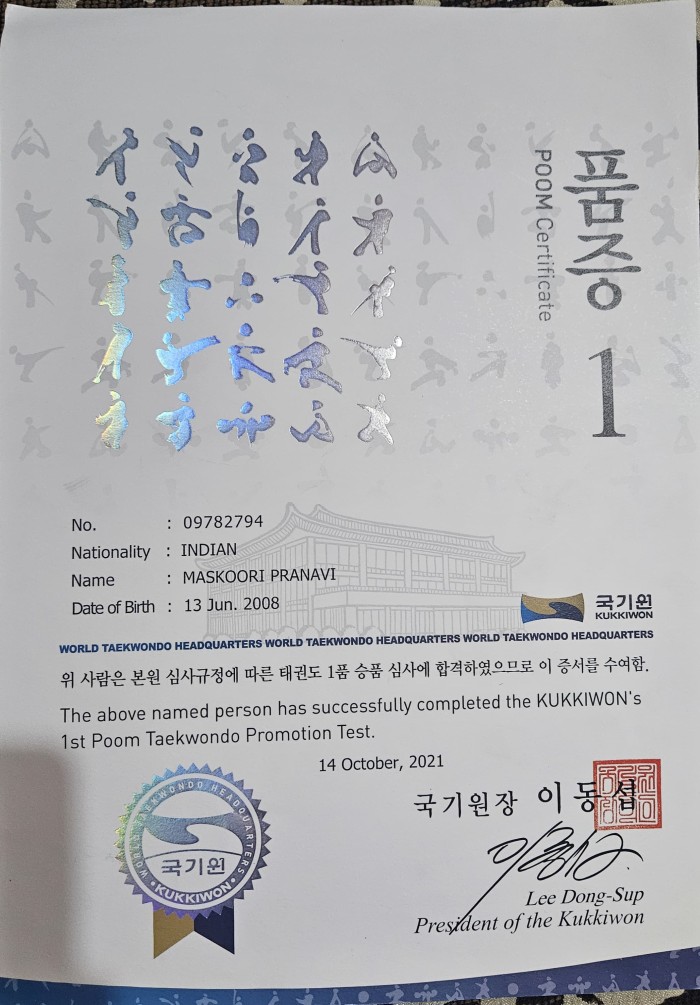 품증
POOM Certificate
1
No. : 09782794
Nationality : INDIAN
Name : MASKOORI PRANAVI
Date of Birth : 13 Jun. 2008
국기원
KUKKIWON
WORLD TAEKWONDO HEADQUARTERS WORLD TAEKWONDO HEADQUARTERS WORLD TAEKWONDO HEADQUARTERS
위 사람은 본원 심사규정에 따른 태권도 1품 승품 심사에 합격하였으므로 이 증서를 수여함.
The above named person has successfully completed the KUKKIWON's
1st Poom Taekwondo Promotion Test.
14 October, 2021
국기원장 이동섭
Lee Dong-Sup
President of the Kukkiwon
WORLD TAEKWONDO HEADQUARTERS
국기원
KUKKIWON